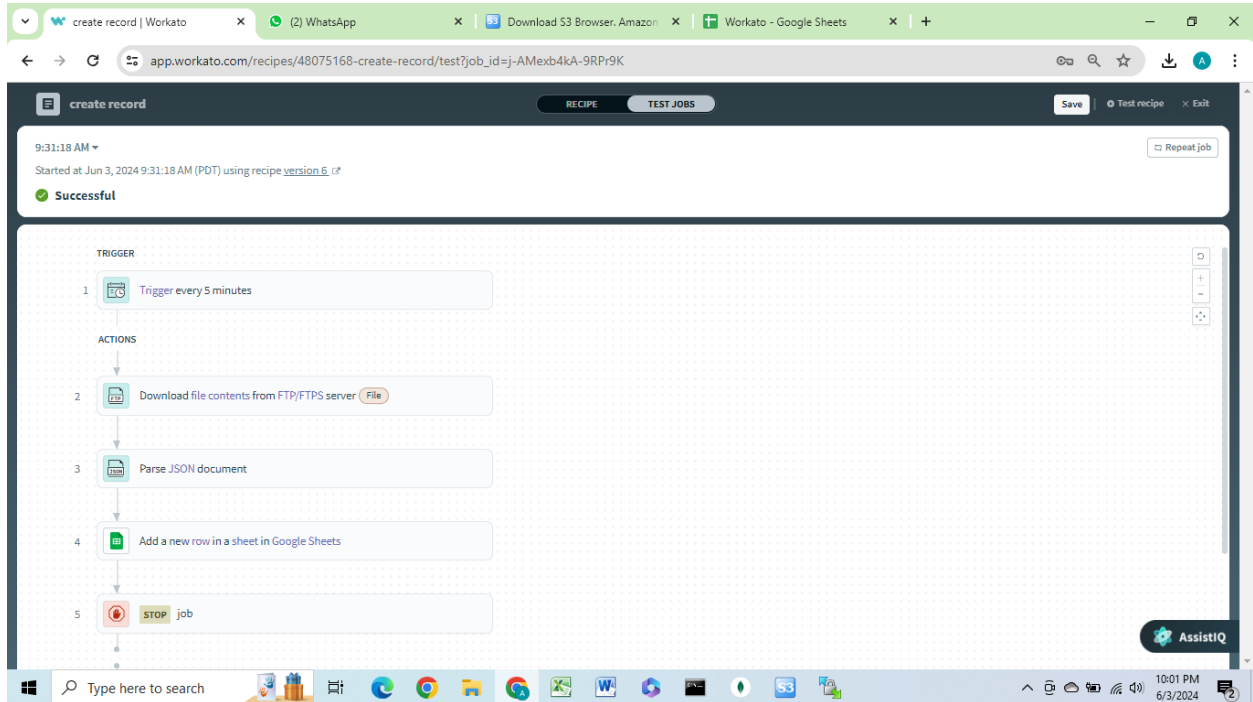 create record | Workato
(2) WhatsApp
Download S3 Browser. Amazon
Workato - Google Sheets
app.workato.com/recipes/48075168-create-record/test?job_id=j-AMexb4kA-9RPr9K
A
create record
RECIPE
TEST JOBS
Save
Test recipe
Exit
9:31:18 AM
Repeat job
Started at Jun 3, 2024 9:31:18 AM (PDT) using recipe version 6
Successful
TRIGGER
1 Trigger every 5 minutes
ACTIONS
2 FTP Download file contents from FTP/FTPS server File
3 JSON Parse JSON document
4 Add a new row in a sheet in Google Sheets
5 STOP job
AssistIQ
Type here to search
S3
10:01 PM
6/3/2024
2